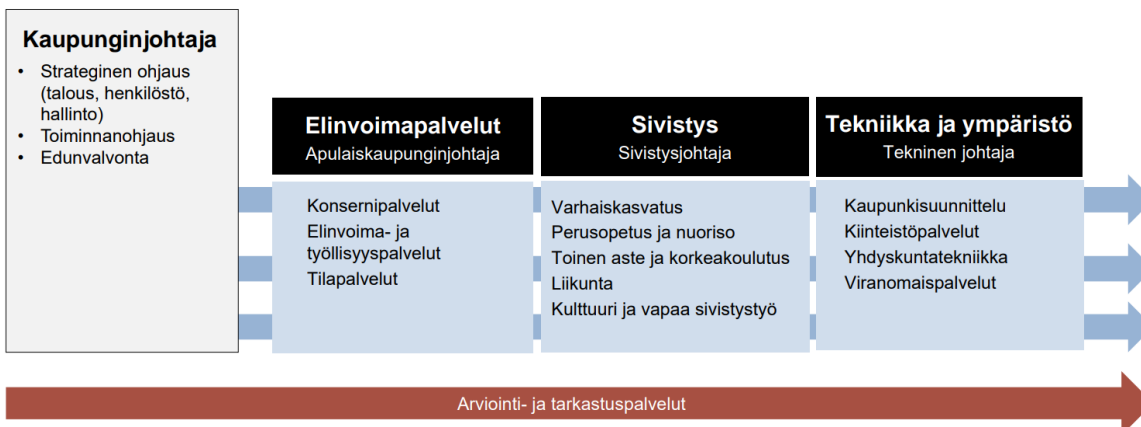 Kaupunginjohtaja
• Strateginen ohjaus
(talous, henkilöstö,
hallinto)
• Toiminnanohjaus
• Edunvalvonta
Elinvoimapalvelut
Apulaiskaupunginjohtaja
Konsernipalvelut
Elinvoima- ja
työllisyyspalvelut
Tilapalvelut
Sivistys
Sivistysjohtaja
Varhaiskasvatus
Perusopetus ja nuoriso
Toinen aste ja korkeakoulutus
Liikunta
Kulttuuri ja vapaa sivistystyö
Tekniikka ja ympäristö
Tekninen johtaja
Kaupunkisuunnittelu
Kiinteistöpalvelut
Yhdyskuntatekniikka
Viranomaispalvelut
Arviointi- ja tarkastuspalvelut